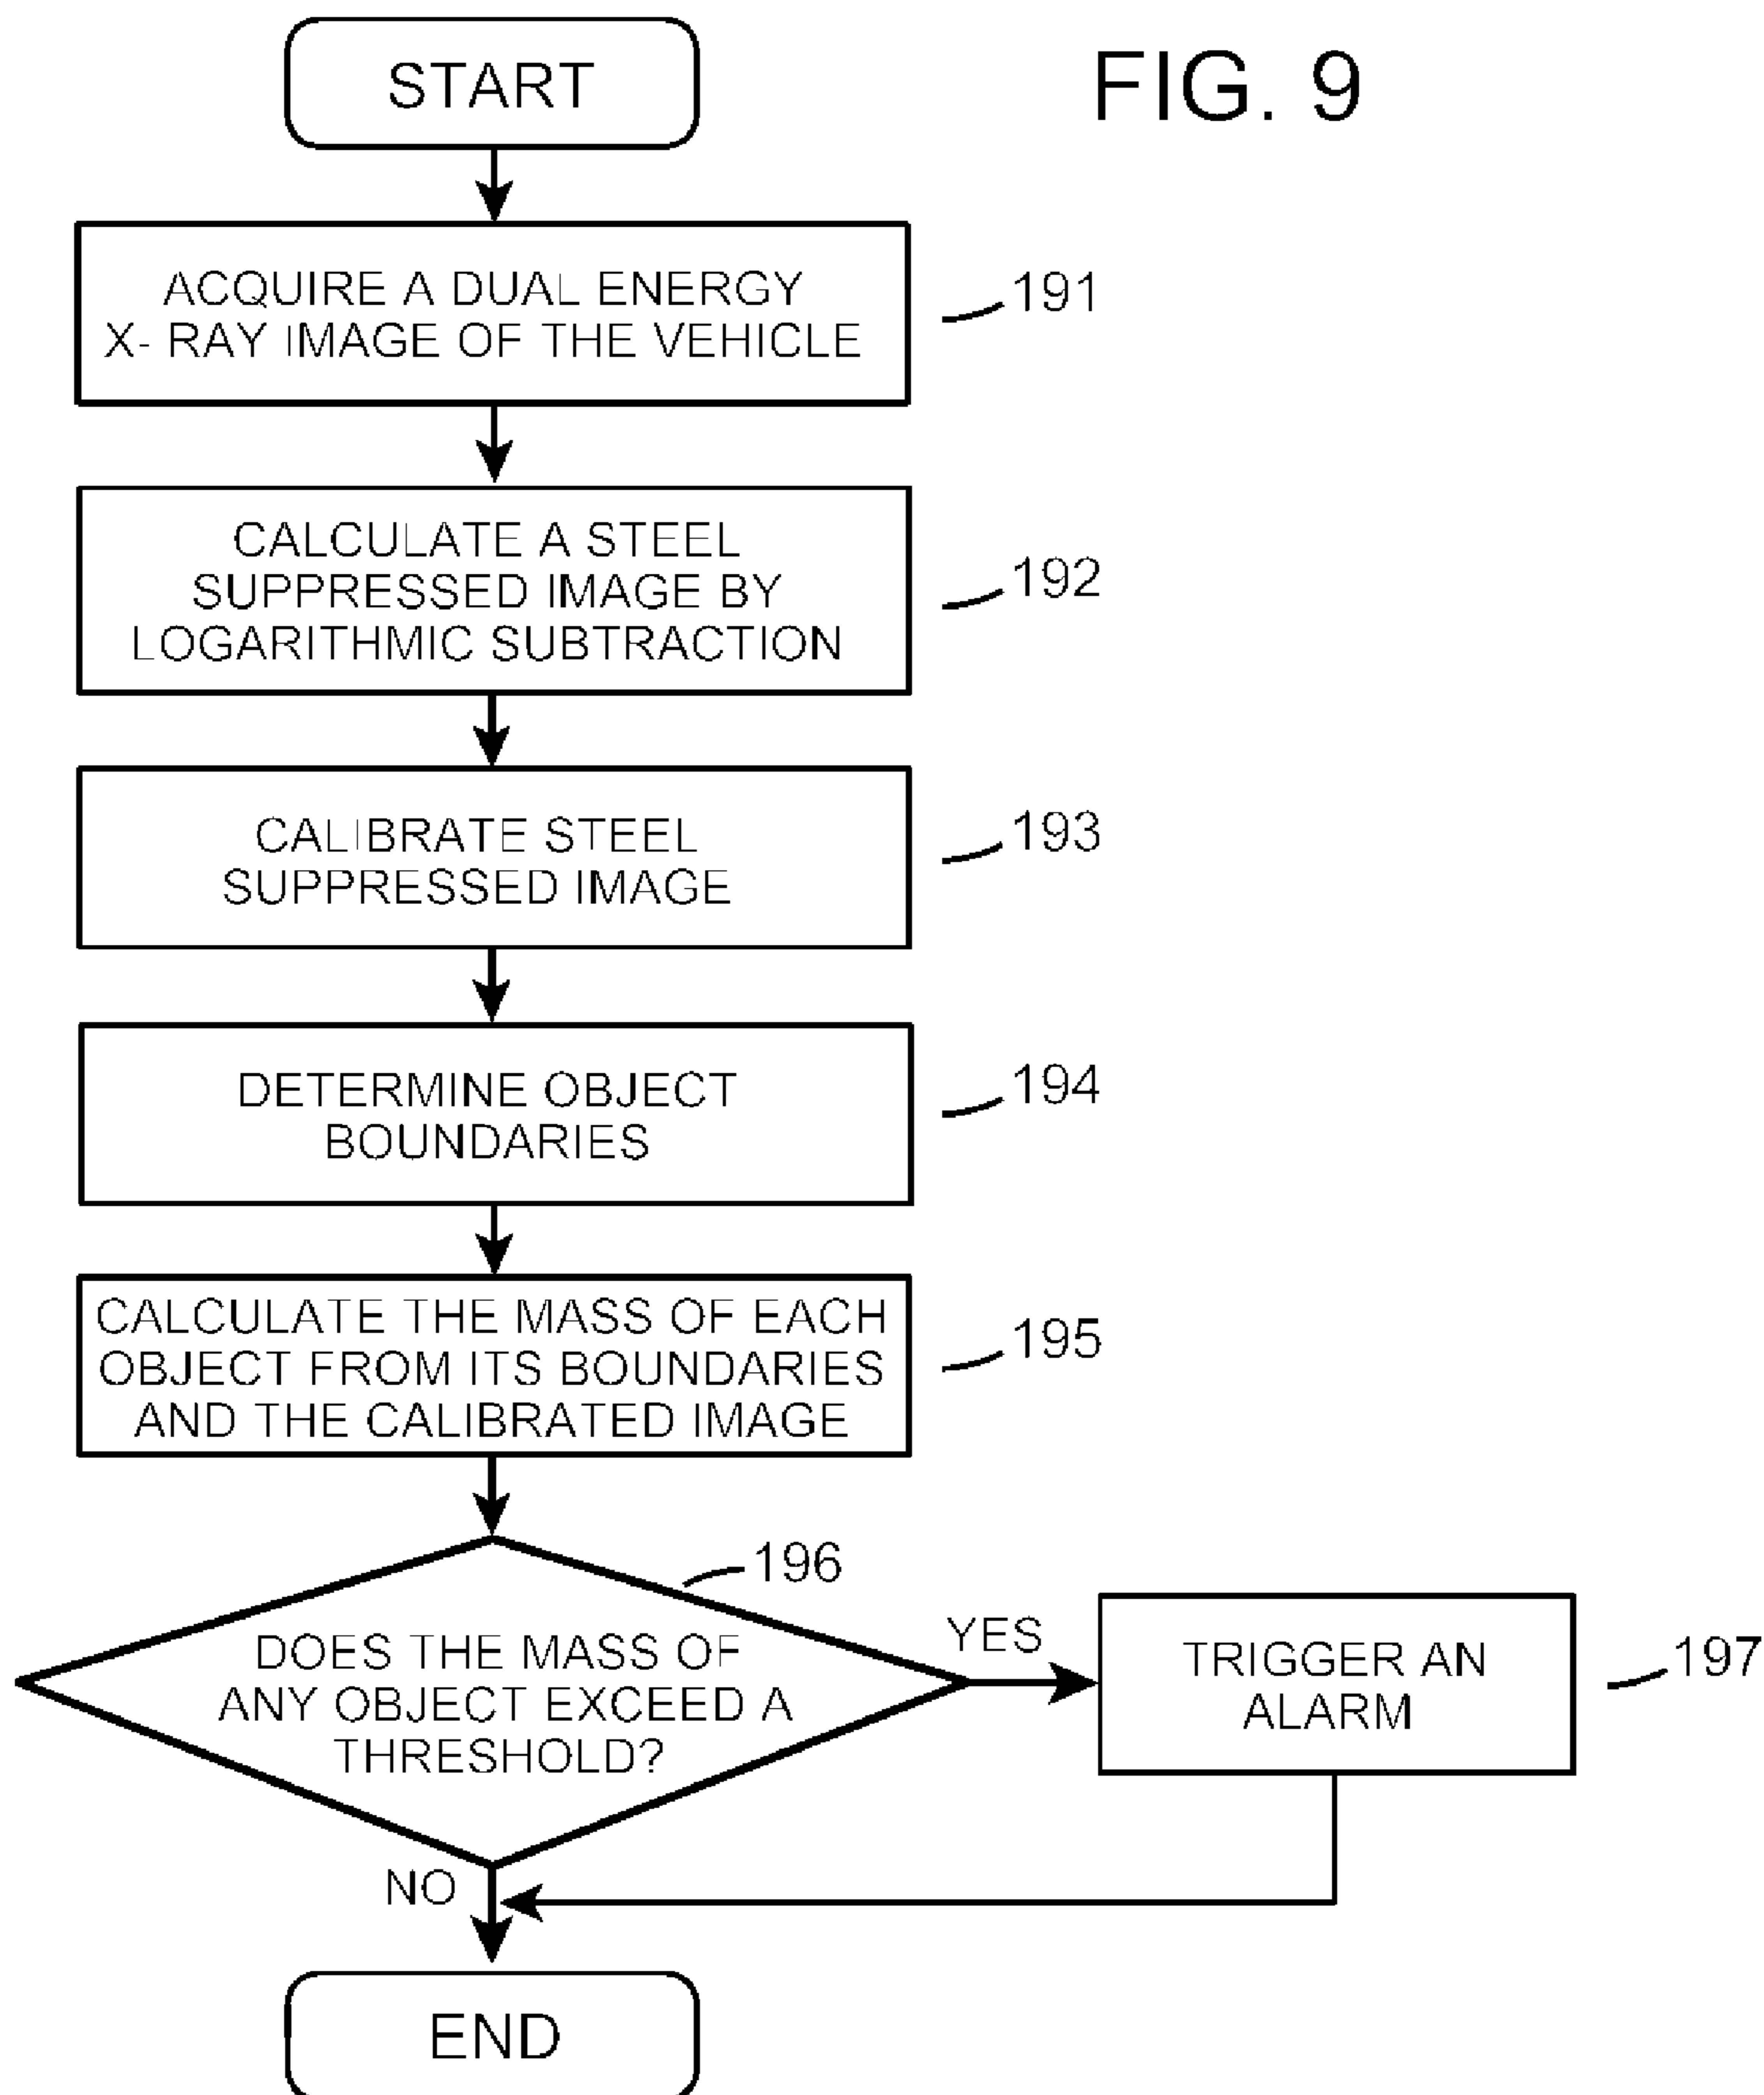 START
FIG. 9
ACQUIRE A DUAL ENERGY
X- RAY IMAGE OF THE VEHICLE
191
CALCULATE A STEEL
SUPPRESSED IMAGE BY
LOGARITHMIC SUBTRACTION
192
CALIBRATE STEEL
SUPPRESSED IMAGE
193
DETERMINE OBJECT
BOUNDARIES
194
CALCULATE THE MASS OF EACH
OBJECT FROM ITS BOUNDARIES
AND THE CALIBRATED IMAGE
195
196
DOES THE MASS OF
ANY OBJECT EXCEED A
THRESHOLD?
YES
TRIGGER AN
ALARM
197
NO
END